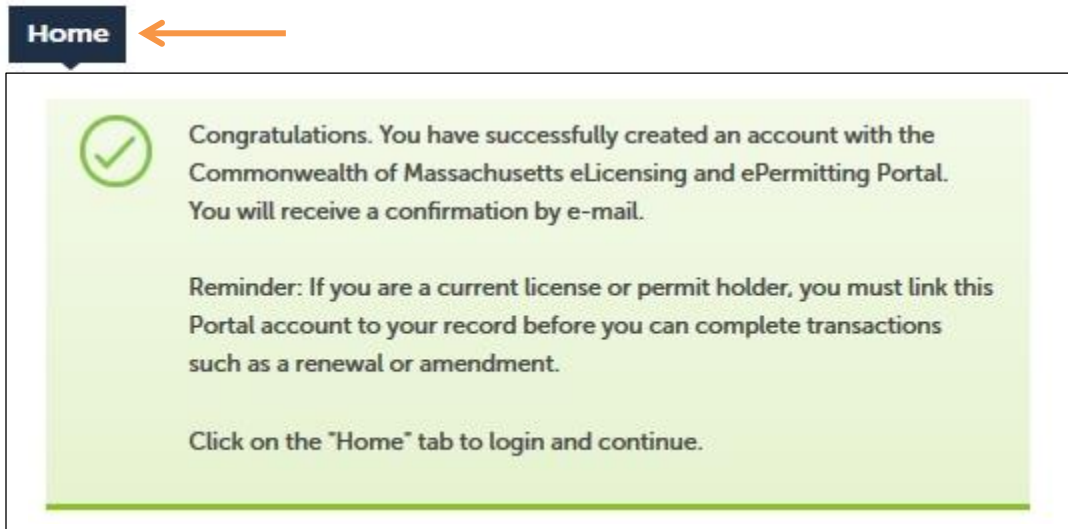 Home
Congratulations. You have successfully created an account with the
Commonwealth of Massachusetts eLicensing and ePermitting Portal.
You will receive a confirmation by e-mail.
Reminder: If you are a current license or permit holder, you must link this
Portal account to your record before you can complete transactions
such as a renewal or amendment.
Click on the "Home" tab to login and continue.